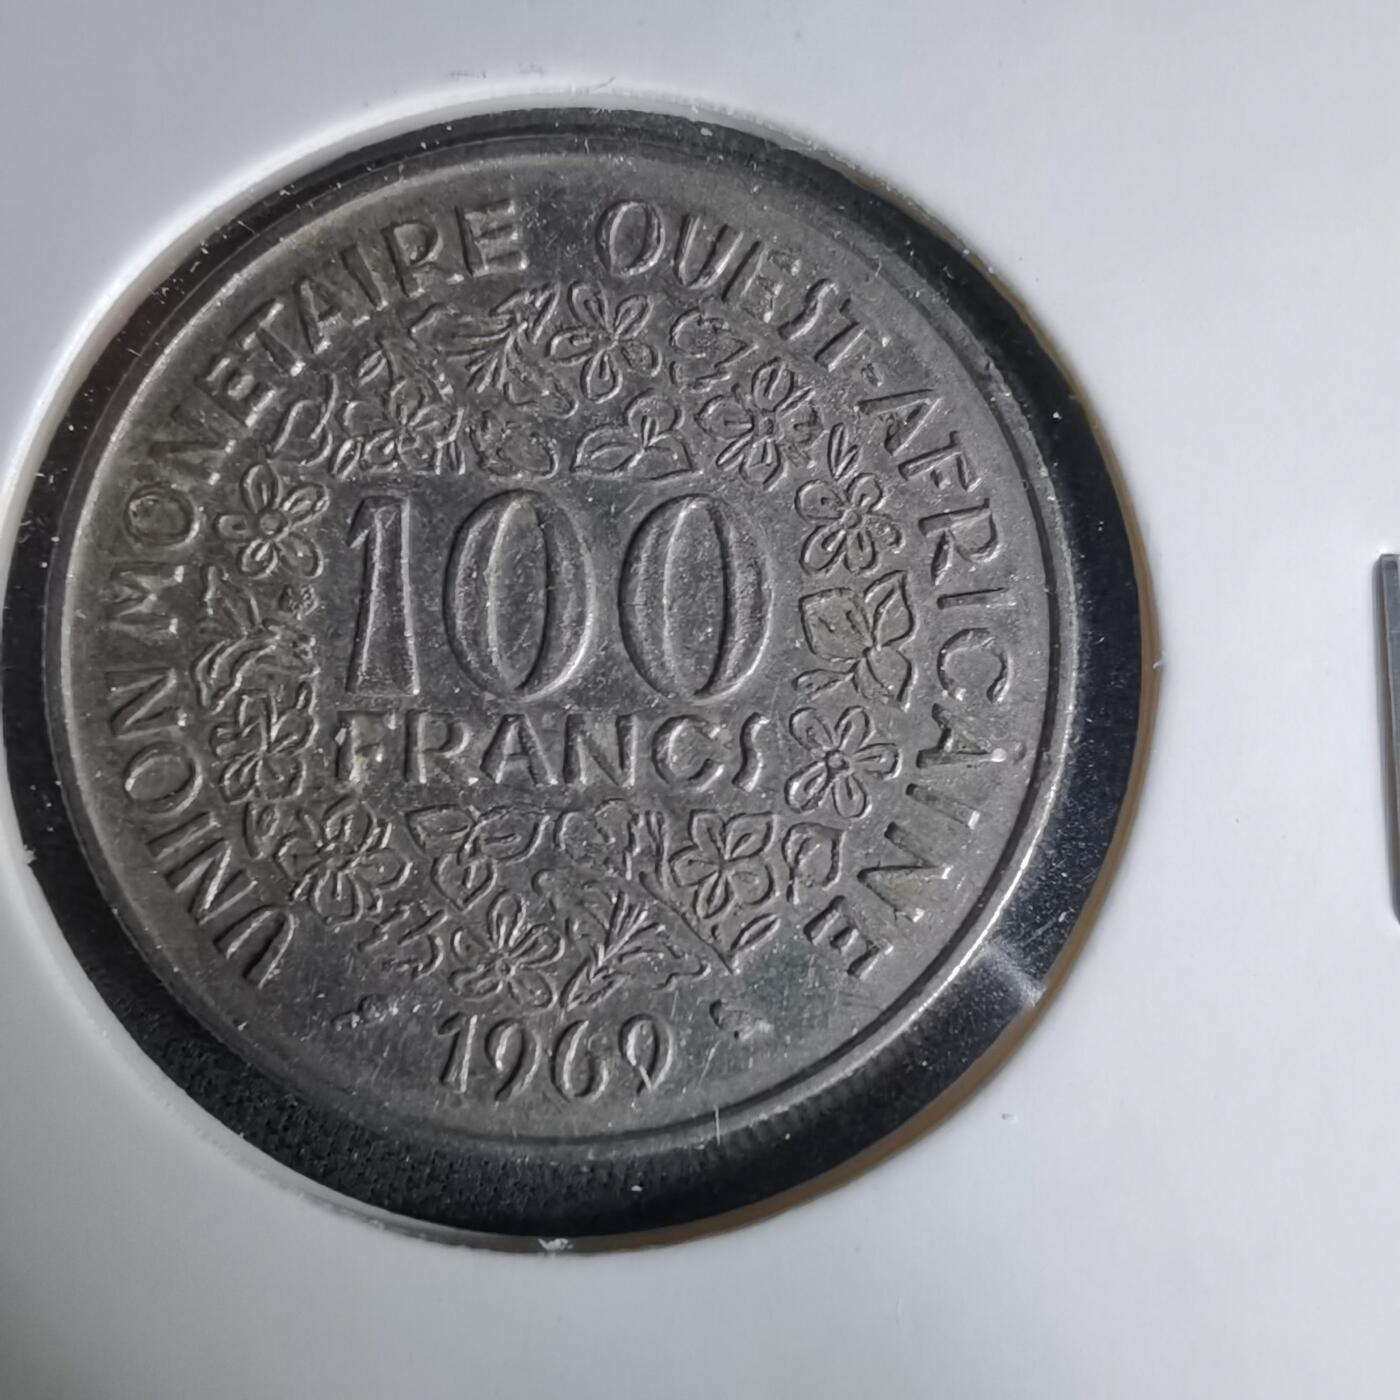 UNION MONETAIRE OUEST-AFRICAINE
100
FRANCS
1969